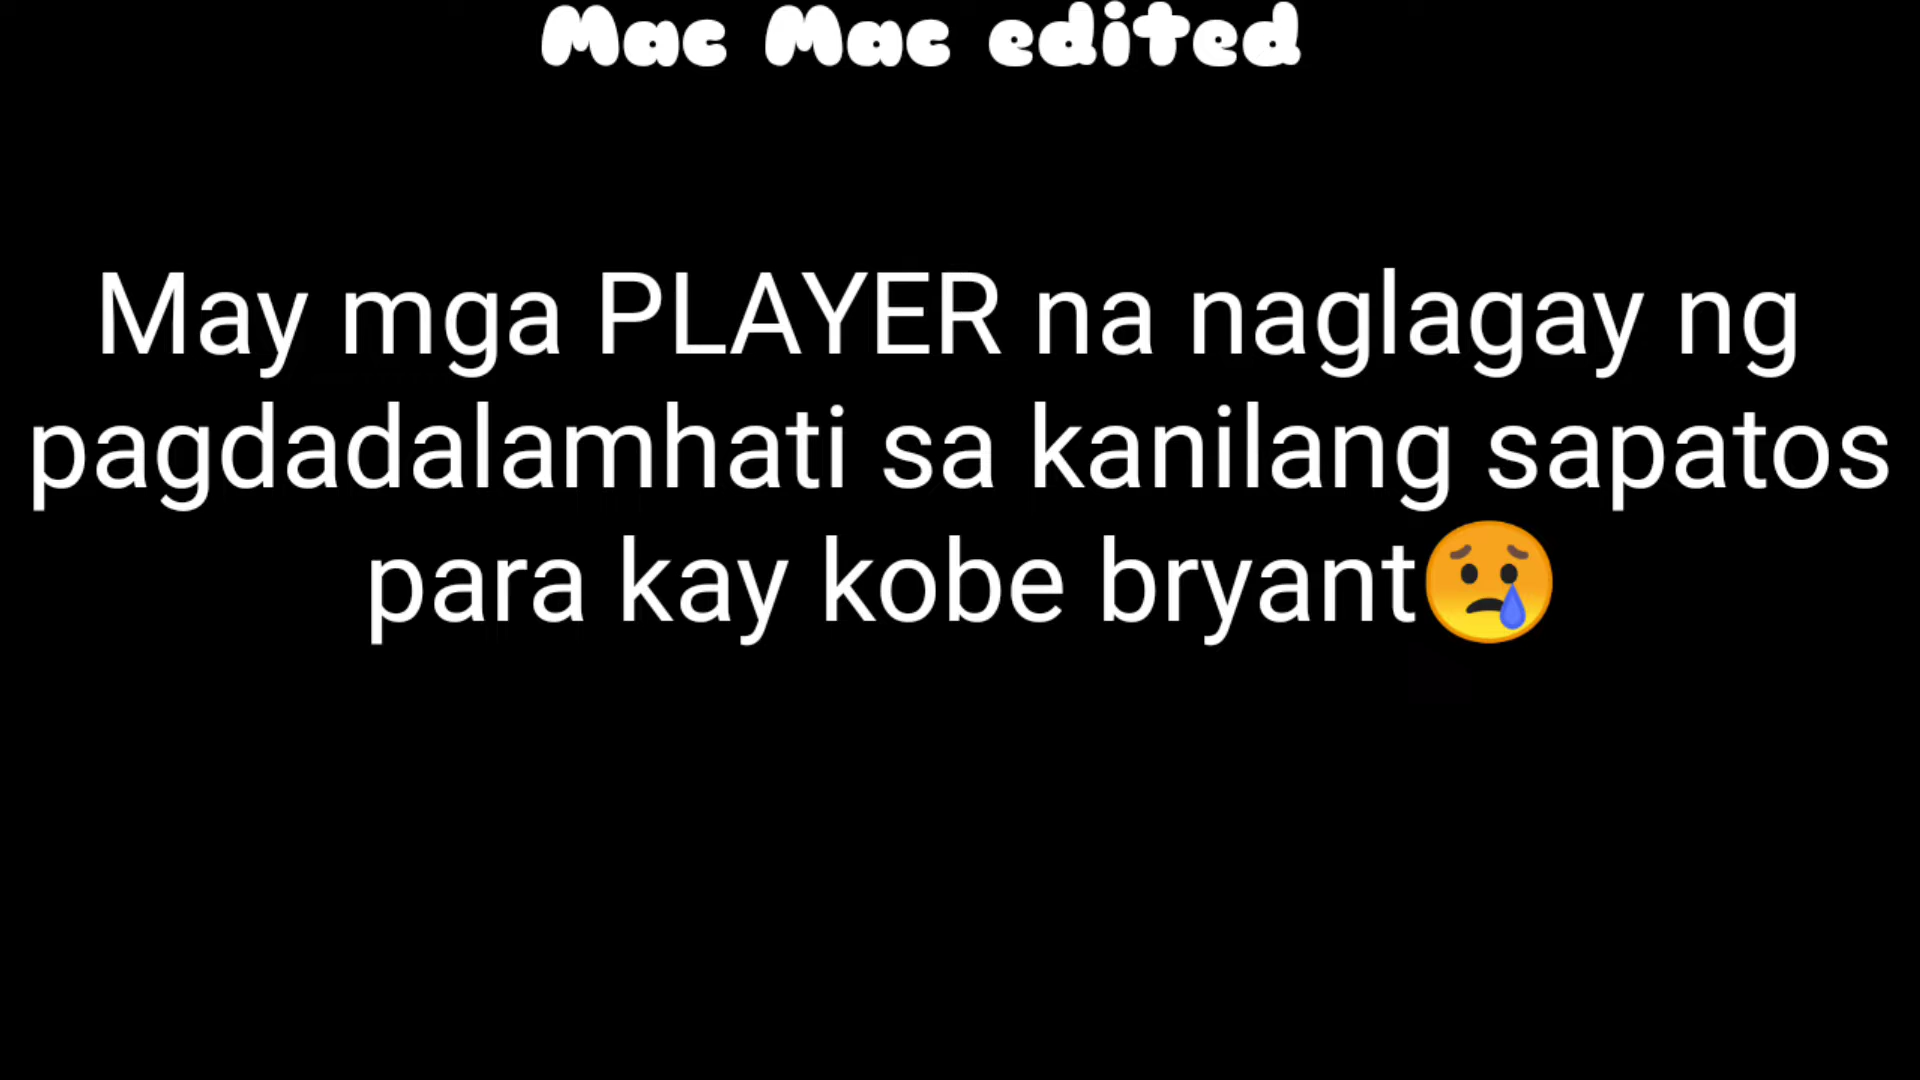 Mac Mac edited
May mga PLAYER na naglagay ng
pagdadalamhati sa kanilang sapatos
para kay kobe bryant😢